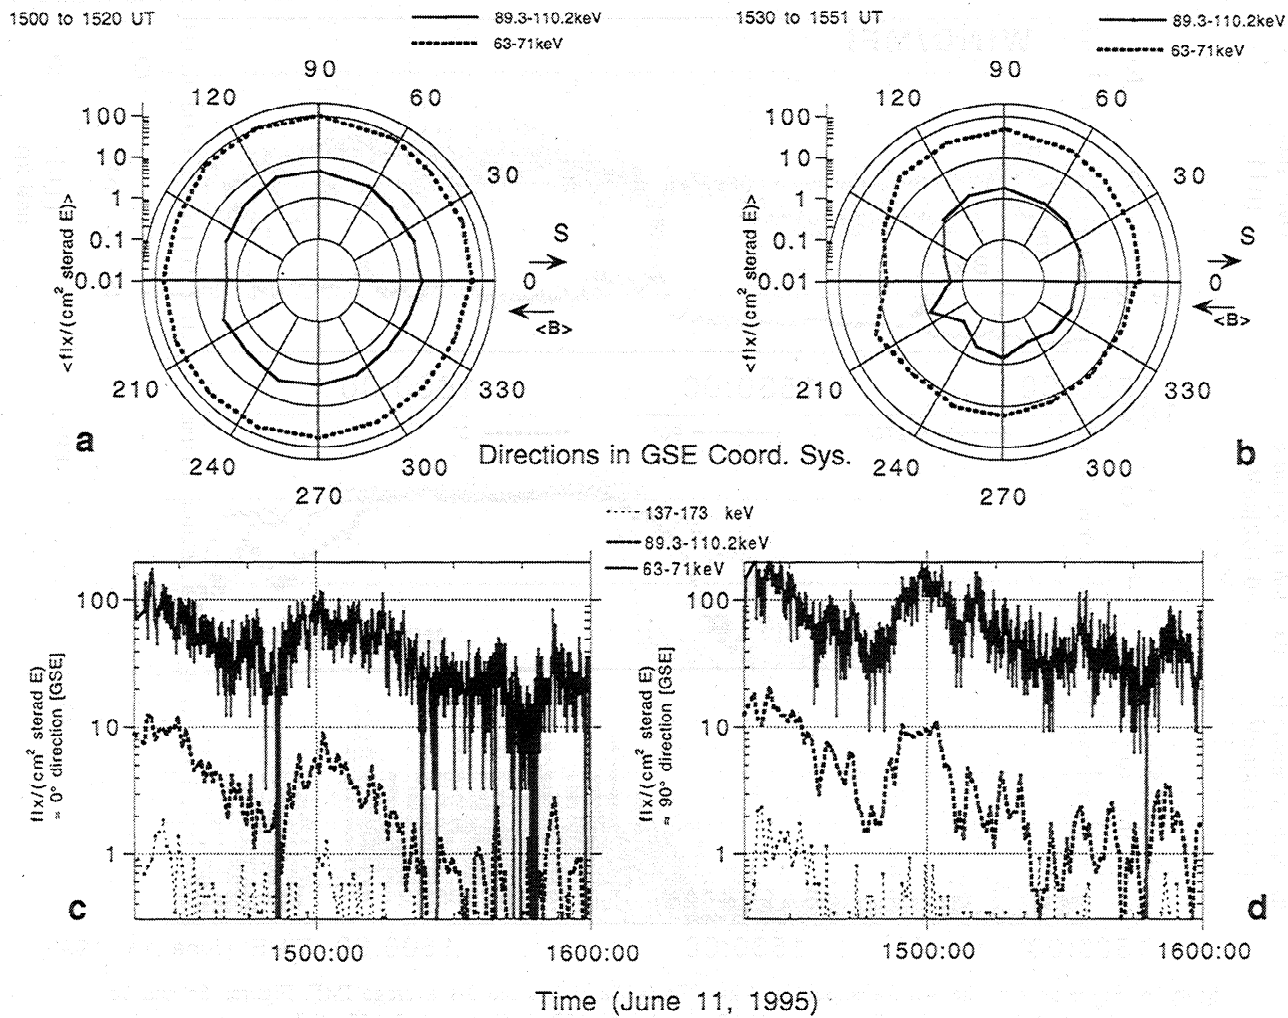 1500 to 1520 UT
89.3-110.2keV
63-71keV
1530 to 1551 UT
89.3-110.2keV
63-71keV
90
120
60
30
S
0
<B>
330
300
270
240
210
100
10
1
0.1
0.01
<flx/(cm² sterad E)>
a
90
120
60
30
S
0
<B>
330
300
270
240
210
100
10
1
0.1
0.01
<flx/(cm² sterad E)>
b
Directions in GSE Coord. Sys.
137-173 keV
89.3-110.2keV
63-71keV
100
10
1
flx/(cm² sterad E)
≈ 0° direction [GSE]
c
1500:00
1600:00
100
10
1
flx/(cm² sterad E)
≈ 90° direction [GSE]
d
1500:00
1600:00
Time (June 11, 1995)